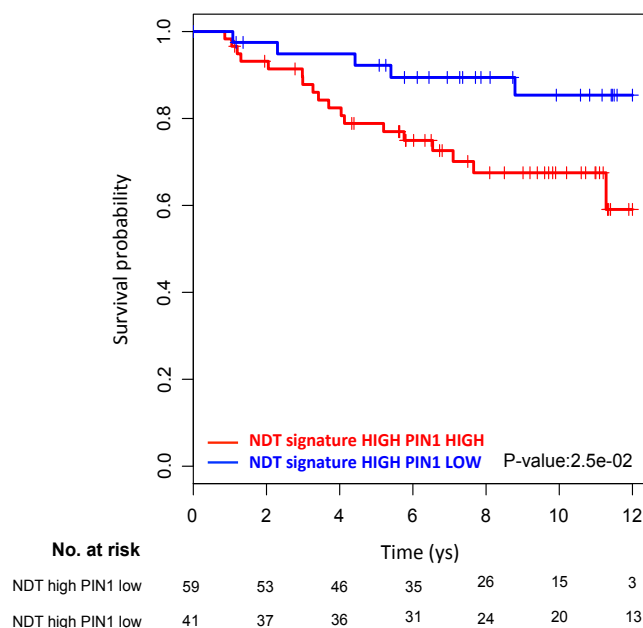 Survival probability
1.0
0.8
0.6
0.4
0.2
0.0
NDT signature HIGH PIN1 HIGH
NDT signature HIGH PIN1 LOW
P-value:2.5e-02
0 2 4 6 8 10 12
No. at risk
Time (ys)
NDT high PIN1 low 59 53 46 35 26 15 3
NDT high PIN1 low 41 37 36 31 24 20 13